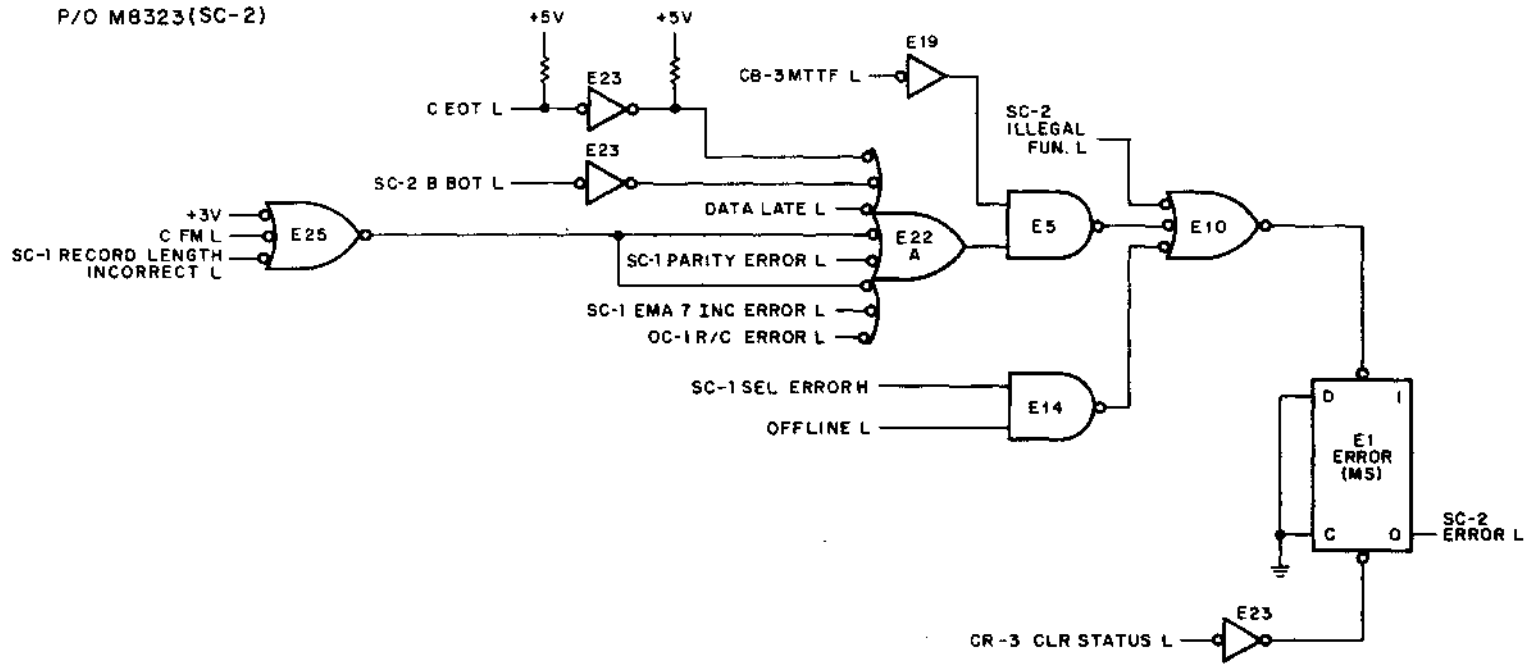 P/O M8323(SC-2)
+5V
+5V
E19
CB-3 MTTF L
E23
C EOT L
SC-2
ILLEGAL
FUN. L
E23
SC-2 B BOT L
DATA LATE L
+3V
C FM L
SC-1 RECORD LENGTH
INCORRECT L
E25
E22
A
E5
E10
SC-1 PARITY ERROR L
SC-1 EMA 7 INC ERROR L
OC-1 R/C ERROR L
SC-1 SEL ERROR H
E14
OFFLINE L
D
1
E1
ERROR
(M5)
C
0
SC-2
ERROR L
E23
CR-3 CLR STATUS L